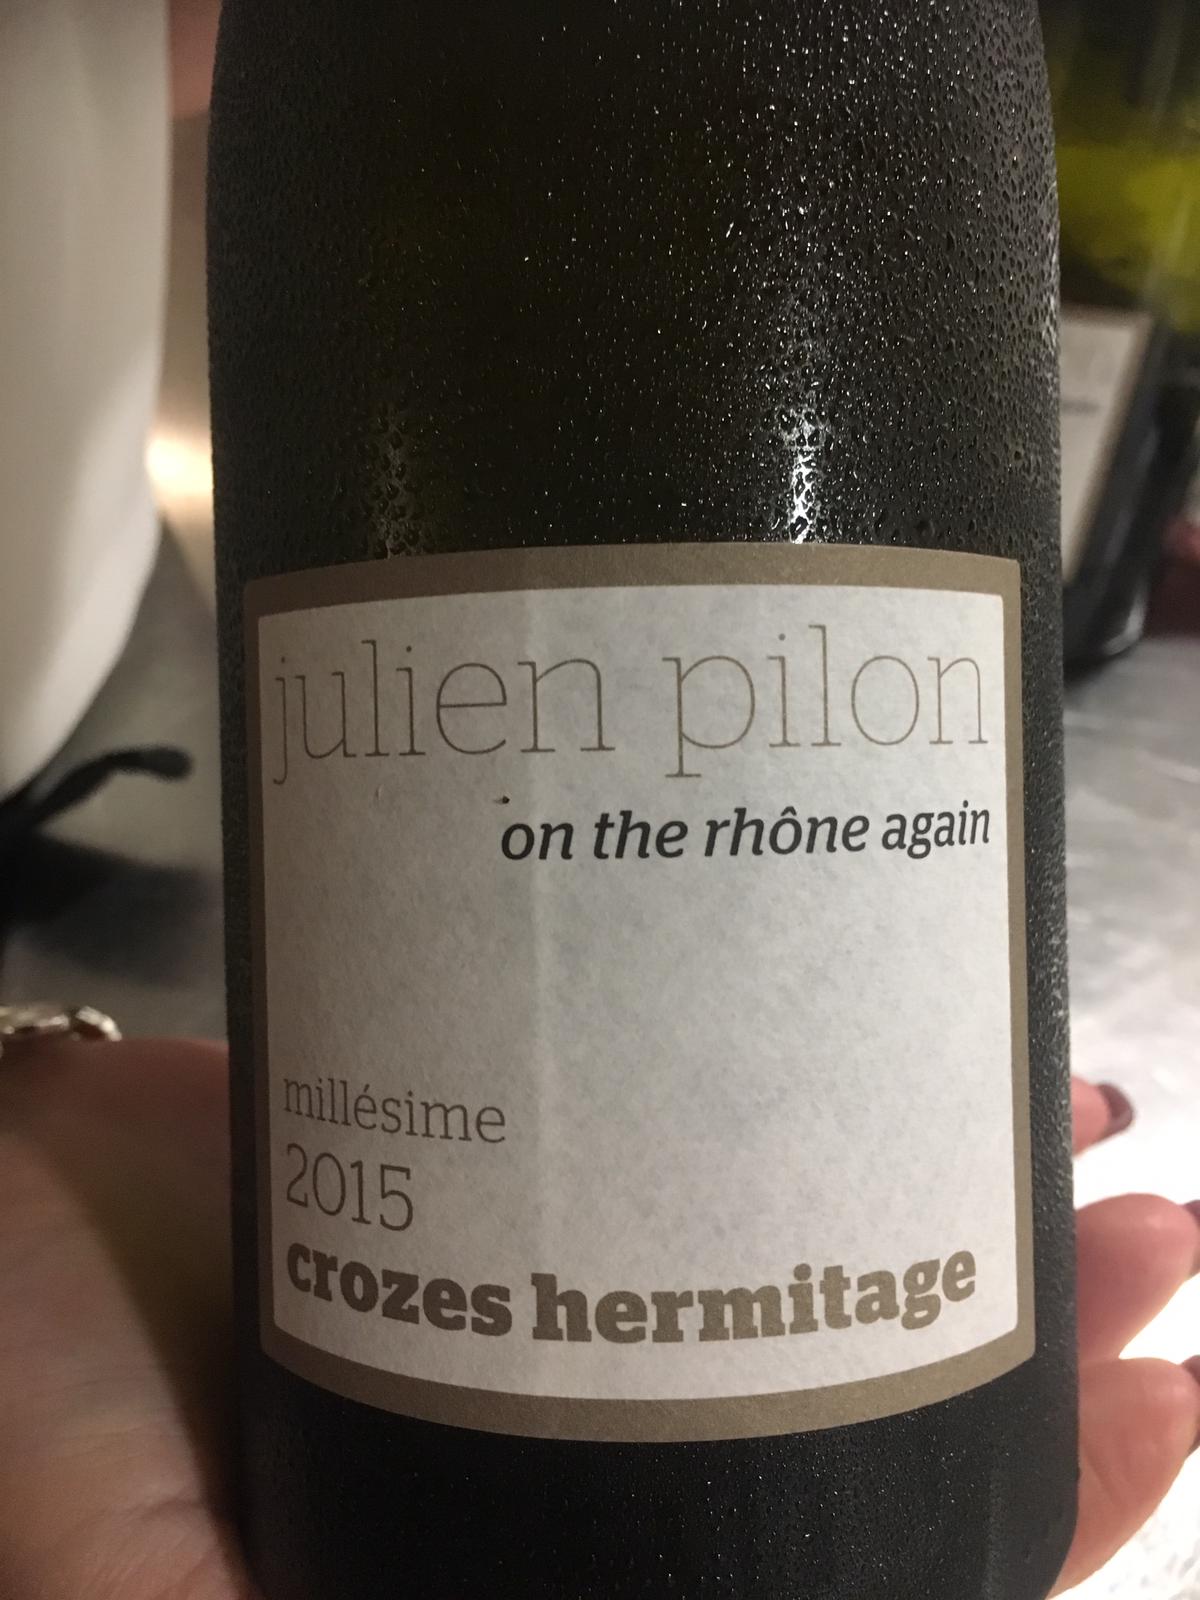 julien pilon
on the rhône again
millésime
2015
crozes hermitage